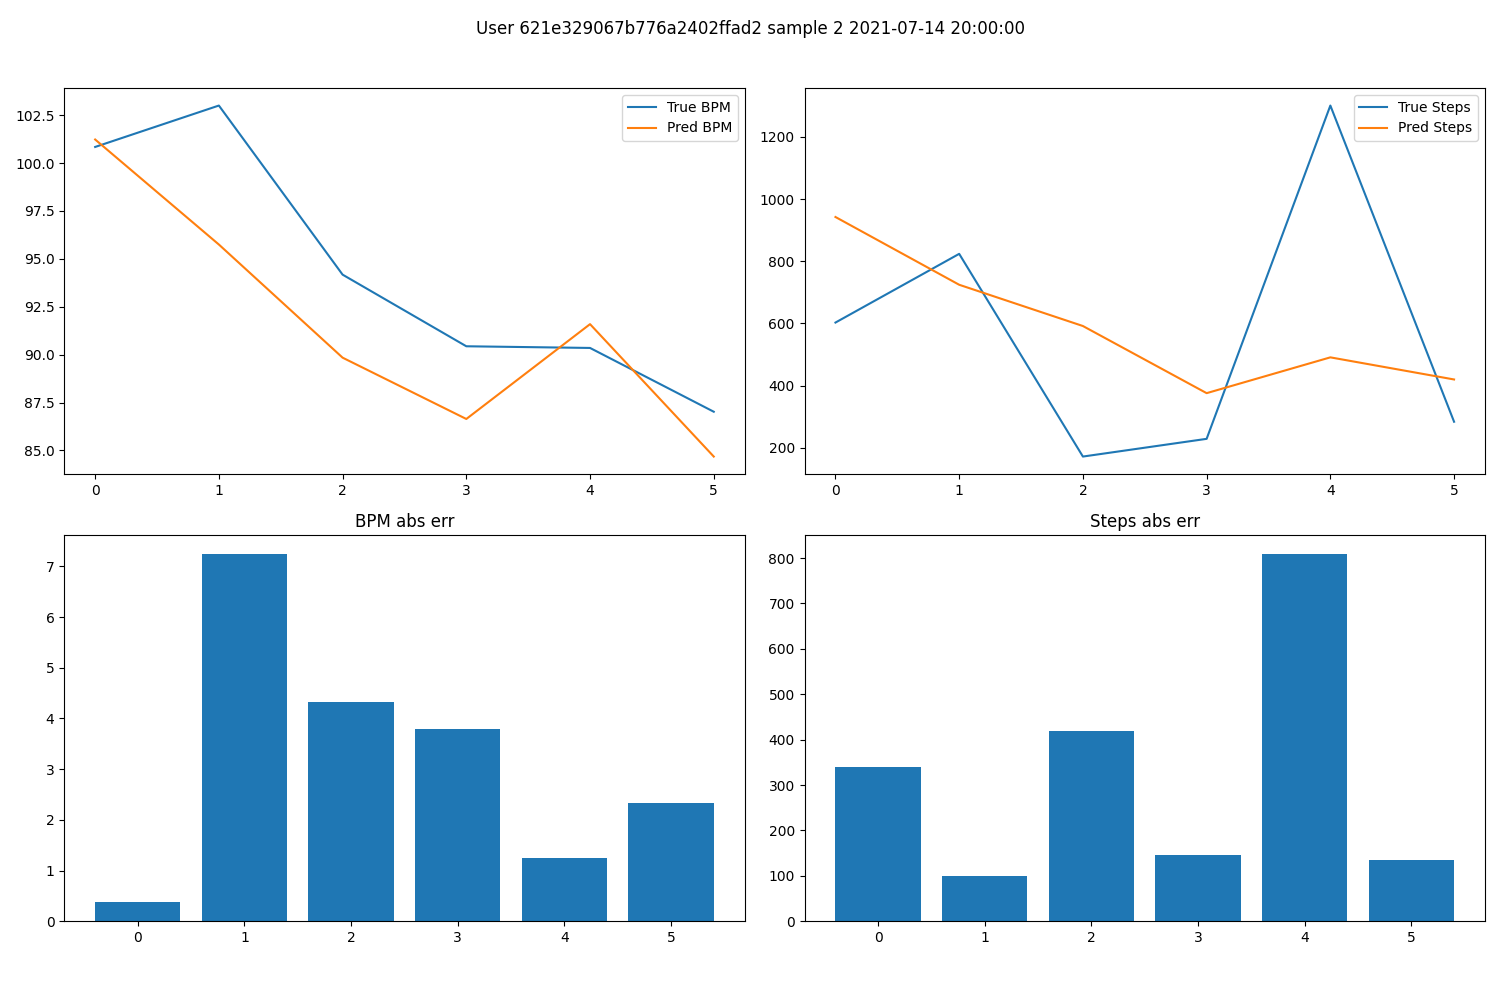 User 621e329067b776a2402ffad2 sample 2 2021-07-14 20:00:00
True BPM
Pred BPM
102.5
100.0
97.5
95.0
92.5
90.0
87.5
85.0
0 1 2 3 4 5
True Steps
Pred Steps
1200
1000
800
600
400
200
0 1 2 3 4 5
BPM abs err
7
6
5
4
3
2
1
0
0 1 2 3 4 5
Steps abs err
800
700
600
500
400
300
200
100
0
0 1 2 3 4 5